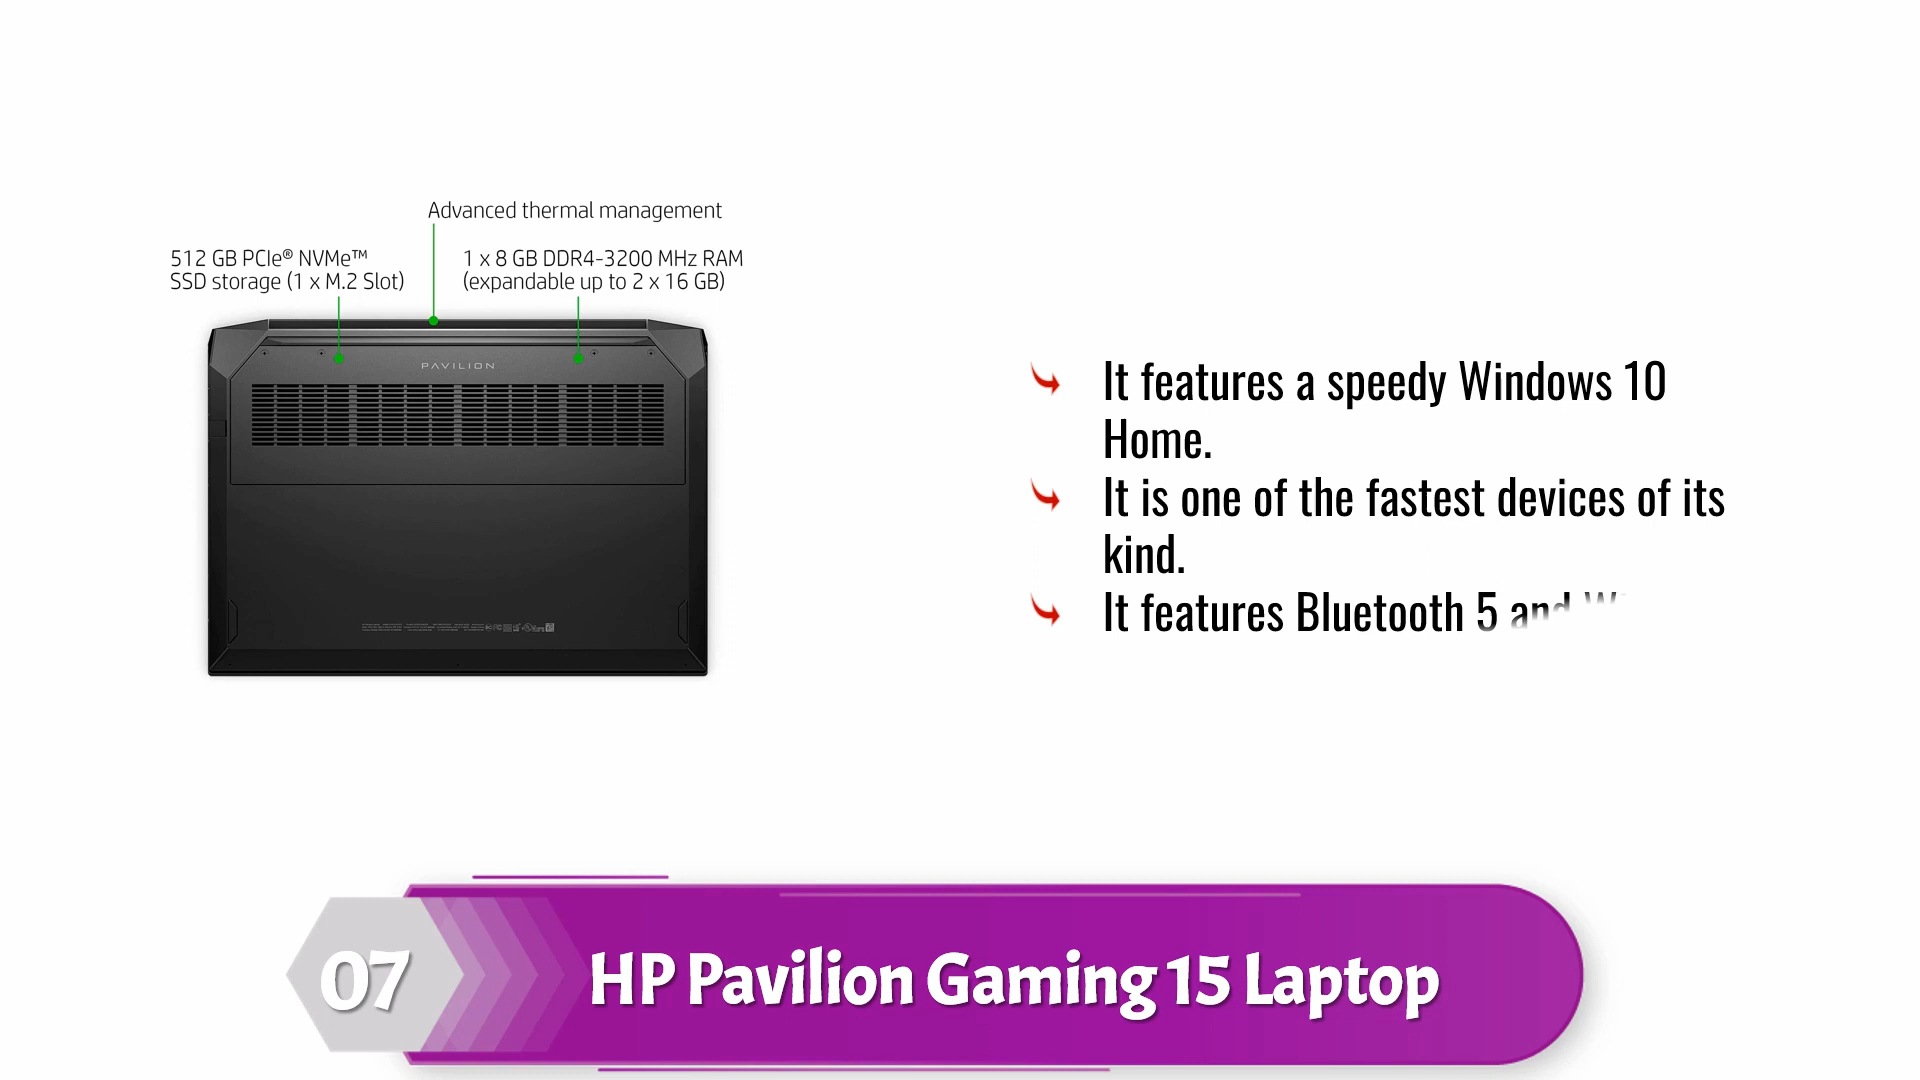 Advanced thermal management
512 GB PCIe® NVMe™
SSD storage (1 x M.2 Slot)
1 x 8 GB DDR4-3200 MHz RAM
(expandable up to 2 x 16 GB)
PAVILION
It features a speedy Windows 10
Home.
It is one of the fastest devices of its
kind.
It features Bluetooth 5 and
07
HP Pavilion Gaming 15 Laptop